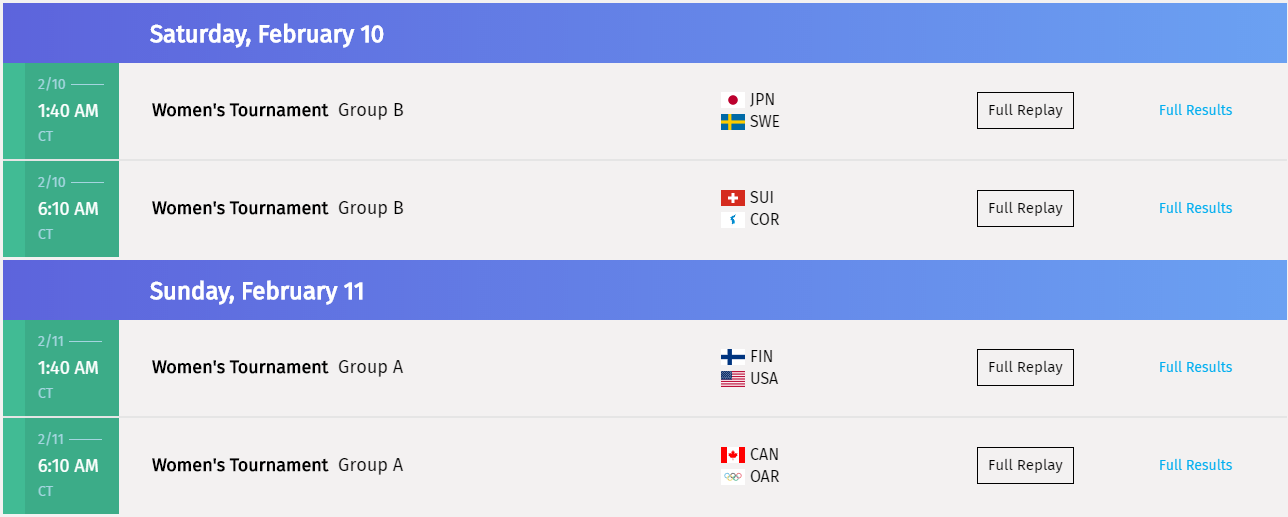 Saturday, February 10
2/10
1:40 AM
CT
Women's Tournament Group B
JPN
SWE
Full Replay
Full Results
2/10
6:10 AM
CT
Women's Tournament Group B
SUI
COR
Full Replay
Full Results
Sunday, February 11
2/11
1:40 AM
CT
Women's Tournament Group A
FIN
USA
Full Replay
Full Results
2/11
6:10 AM
CT
Women's Tournament Group A
CAN
OAR
Full Replay
Full Results